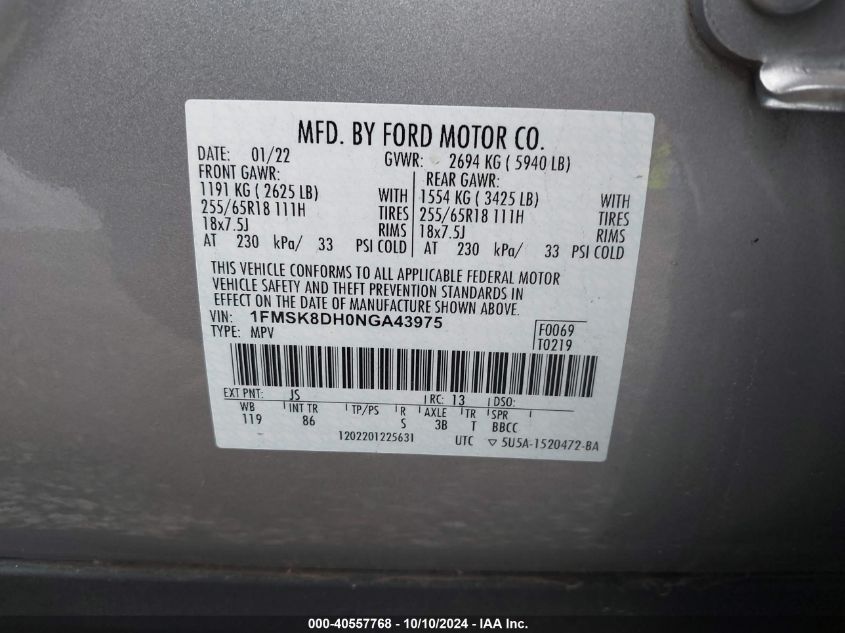 MFD. BY FORD MOTOR CO.
DATE: 01/22 GVWR: 2694 KG ( 5940 LB)
FRONT GAWR: REAR GAWR:
1191 KG ( 2625 LB) WITH 1554 KG ( 3425 LB) WITH
255/65R18 111H TIRES 255/65R18 111H TIRES
18x7.5J RIMS 18x7.5J RIMS
AT 230 kPa/ 33 PSI COLD AT 230 kPa/ 33 PSI COLD
THIS VEHICLE CONFORMS TO ALL APPLICABLE FEDERAL MOTOR
VEHICLE SAFETY AND THEFT PREVENTION STANDARDS IN
EFFECT ON THE DATE OF MANUFACTURE SHOWN ABOVE.
VIN: 1FMSK8DH0NGA43975 F0069
TYPE: MPV T0219
EXT PNT: JS RC: 13 DSO:
WB INT TR TP/PS R AXLE TR SPR
119 86 S 3B T BBCC
1202201225631 UTC ▽ 5U5A-1520472-BA
000-40557768 - 10/10/2024 - IAA Inc.